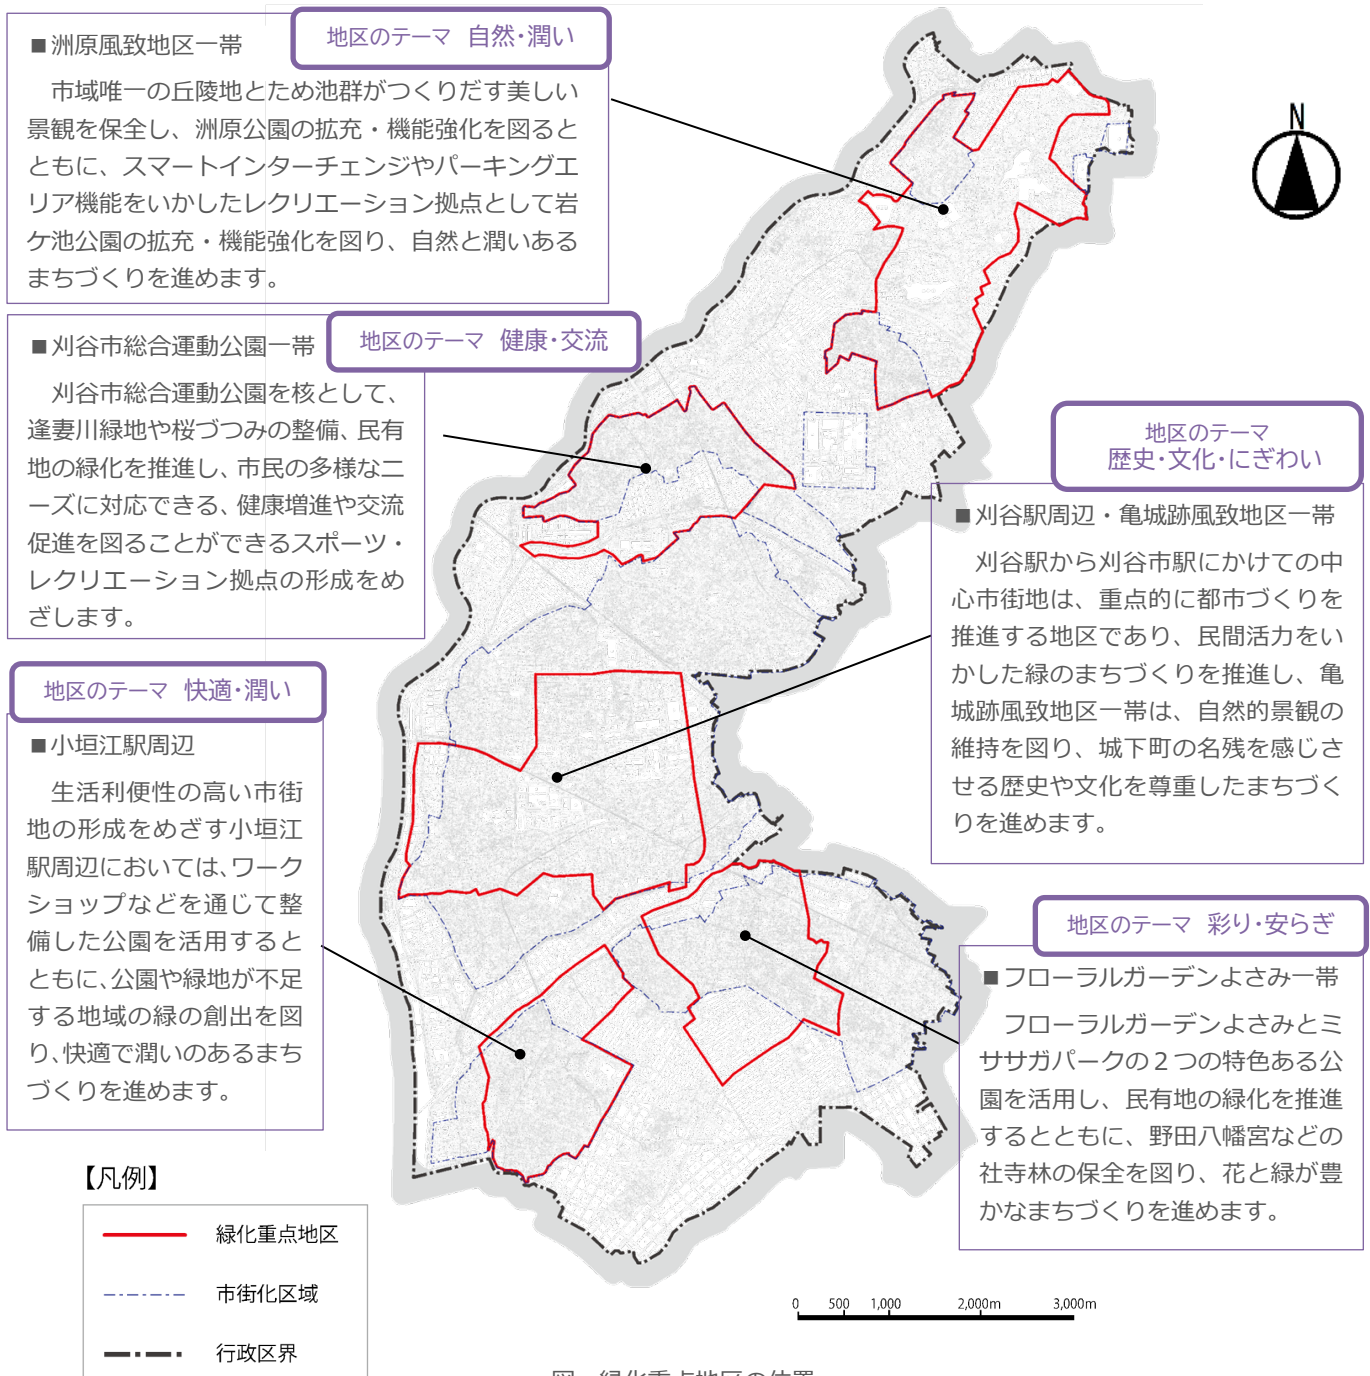 地区のテーマ 自然・潤い
■洲原風致地区一帯
市域唯一の丘陵地とため池群がつくりだす美しい
景観を保全し、洲原公園の拡充・機能強化を図ると
ともに、スマートインターチェンジやパーキングエ
リア機能をいかしたレクリエーション拠点として岩
ケ池公園の拡充・機能強化を図り、自然と潤いある
まちづくりを進めます。
地区のテーマ 健康・交流
■刈谷市総合運動公園一帯
刈谷市総合運動公園を核として、
逢妻川緑地や桜づつみの整備、民有
地の緑化を推進し、市民の多様なニ
ーズに対応できる、健康増進や交流
促進を図ることができるスポーツ・
レクリエーション拠点の形成をめ
ざします。
地区のテーマ 快適・潤い
■小垣江駅周辺
生活利便性の高い市街
地の形成をめざす小垣江
駅周辺においては、ワーク
ショップなどを通じて整
備した公園を活用すると
ともに、公園や緑地が不足
する地域の緑の創出を図
り、快適で潤いのあるまち
づくりを進めます。
N
地区のテーマ
歴史・文化・にぎわい
■刈谷駅周辺・亀城跡風致地区一帯
刈谷駅から刈谷市駅にかけての中
心市街地は、重点的に都市づくりを
推進する地区であり、民間活力をい
かした緑のまちづくりを推進し、亀
城跡風致地区一帯は、自然的景観の
維持を図り、城下町の名残を感じさ
せる歴史や文化を尊重したまちづく
りを進めます。
地区のテーマ 彩り・安らぎ
■フローラルガーデンよさみ一帯
フローラルガーデンよさみとミ
ササガパークの２つの特色ある公
園を活用し、民有地の緑化を推進
するとともに、野田八幡宮などの
社寺林の保全を図り、花と緑が豊
かなまちづくりを進めます。
【凡例】
緑化重点地区
市街化区域
行政区界
0 500 1,000 2,000m 3,000m
図 緑化重点地区の位置